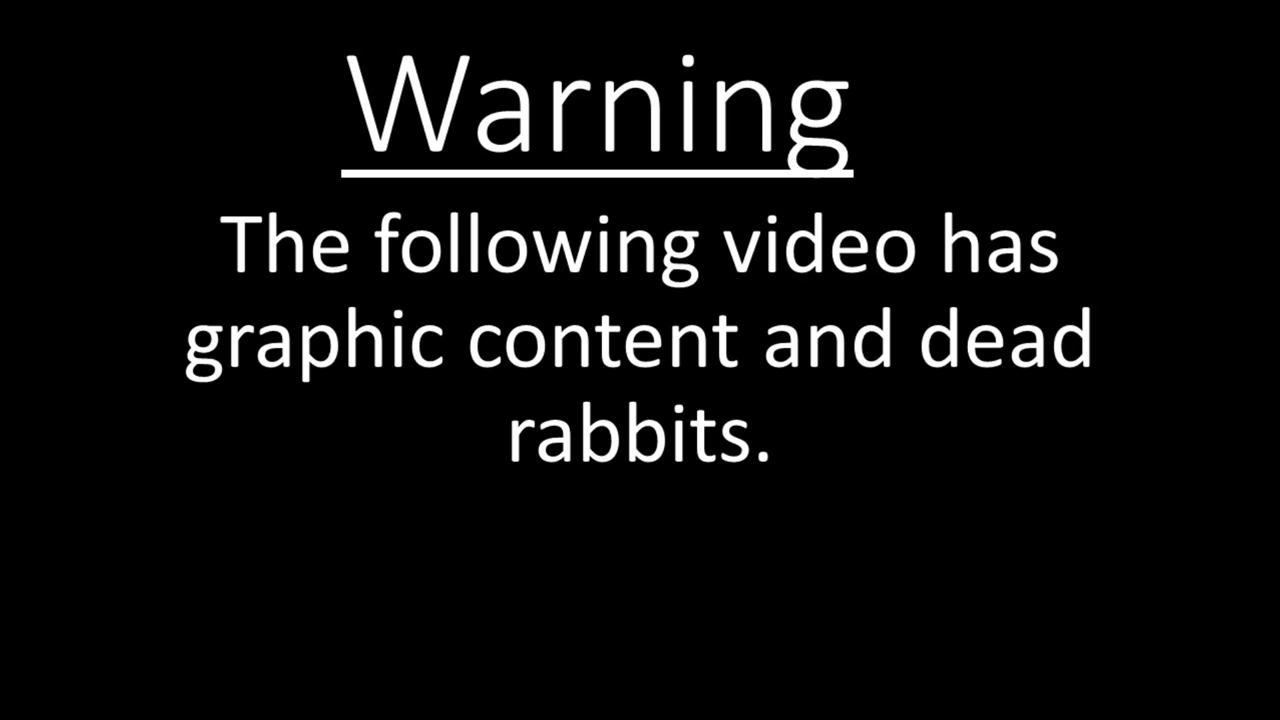 Warning
The following video has
graphic content and dead
rabbits.